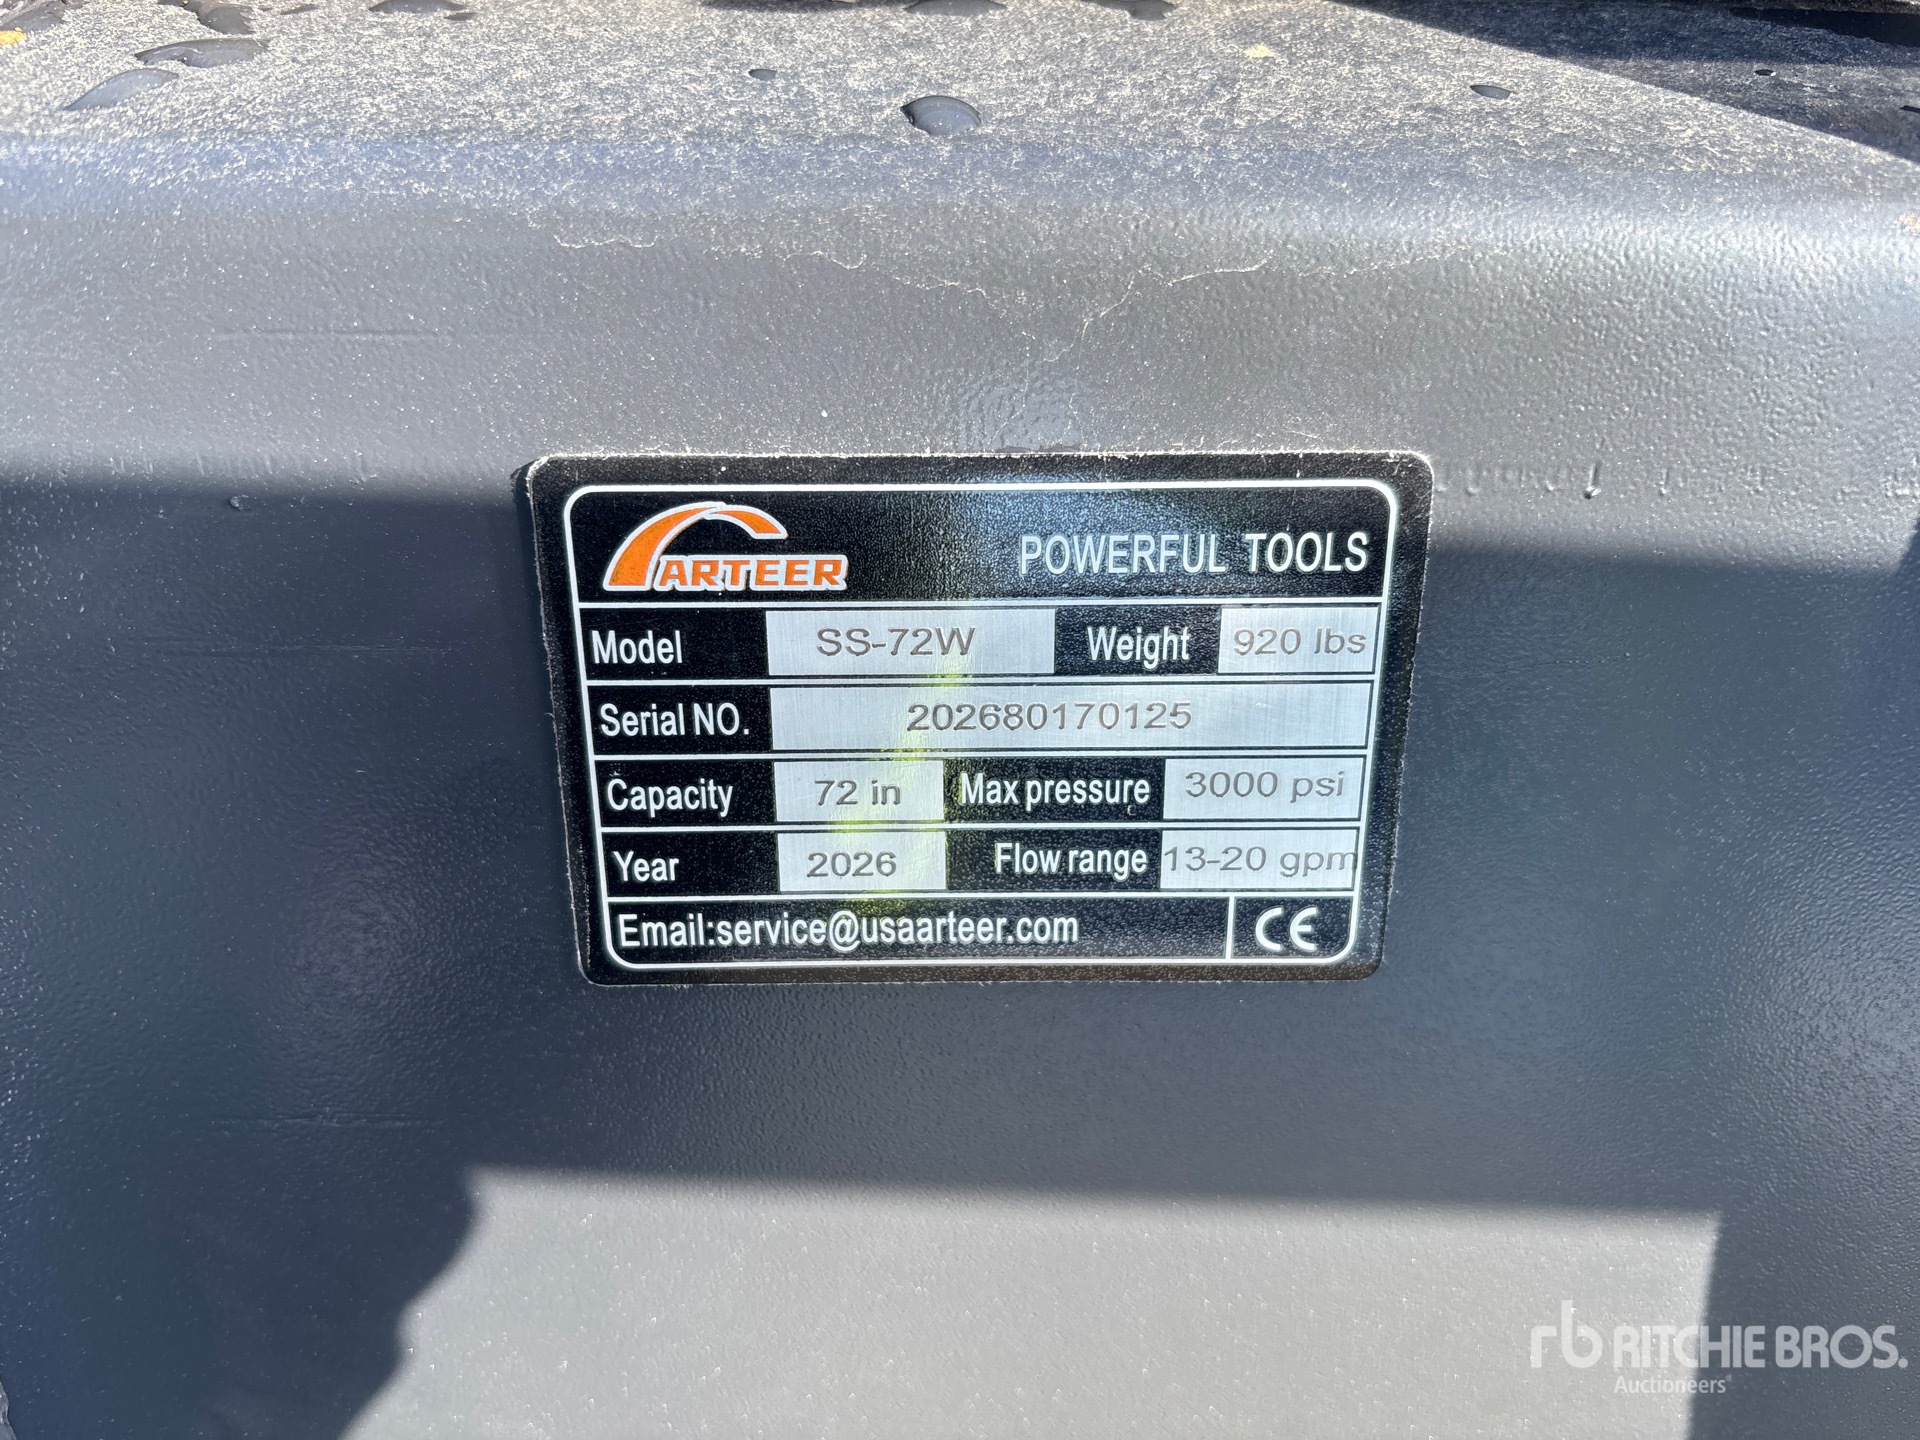 ARTEER POWERFUL TOOLS
Model SS-72W Weight 920 lbs
Serial NO. 202680170125
Capacity 72 in Max pressure 3000 psi
Year 2026 Flow range 13-20 gpm
Email:service@usaarteer.com CE
rb RITCHIE BROS.
Auctioneers